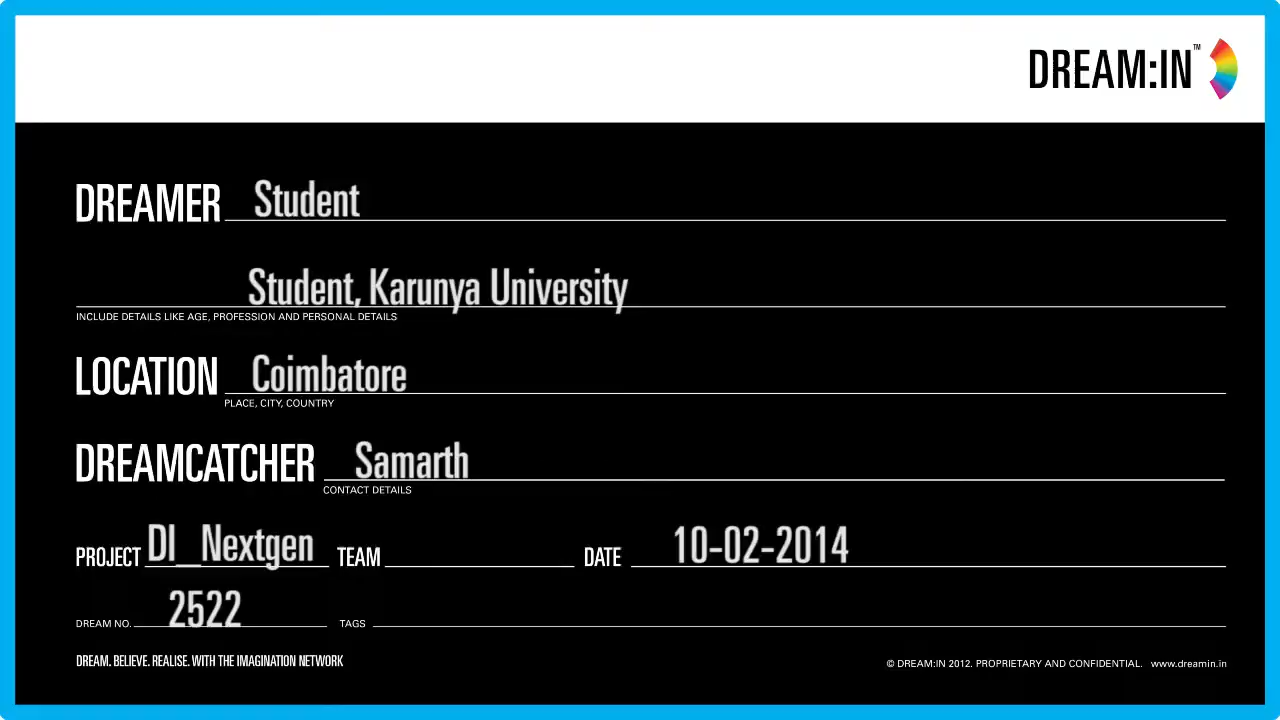 DREAM:IN™
DREAMER Student
Student, Karunya University
INCLUDE DETAILS LIKE AGE, PROFESSION AND PERSONAL DETAILS
LOCATION Coimbatore
PLACE, CITY, COUNTRY
DREAMCATCHER Samarth
CONTACT DETAILS
PROJECT DI_Nextgen TEAM DATE 10-02-2014
DREAM NO. 2522 TAGS
DREAM. BELIEVE. REALISE. WITH THE IMAGINATION NETWORK © DREAM:IN 2012. PROPRIETARY AND CONFIDENTIAL. www.dreamin.in